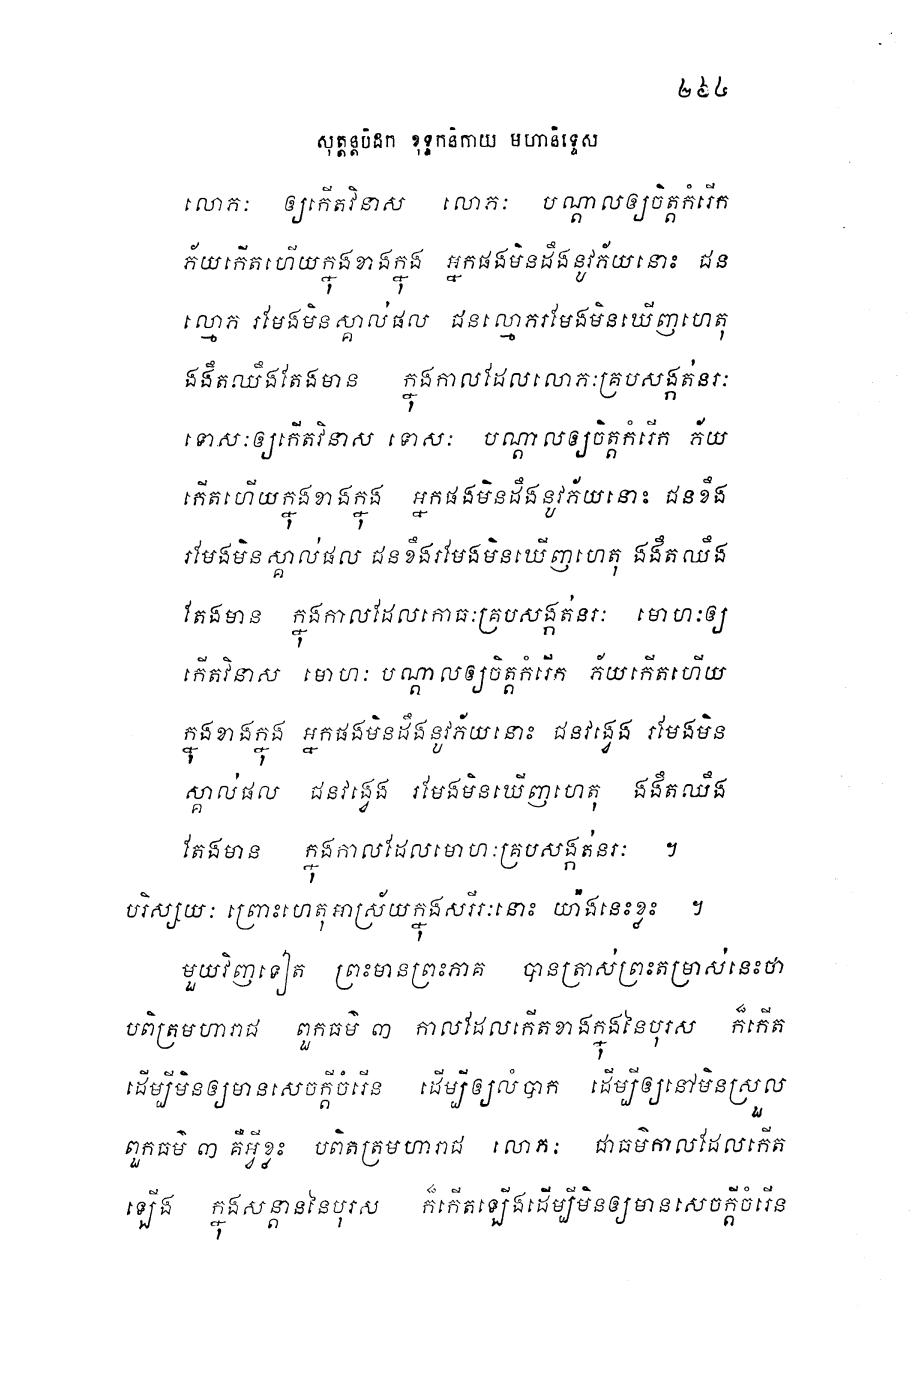 ២៩៤
សុត្តន្តបិដក ខុទ្ទកនិកាយ មហានិទ្ទេស
លោភៈ ឲ្យកើតវិនាស លោភៈ បណ្តាលឲ្យចិត្តកំរើក
ភ័យកើតហើយក្នុងខាងក្នុង អ្នកផងមិនដឹងនូវភ័យនោះ ជន
ល្មោភ រមែងមិនស្គាល់ផល ជនល្មោភរមែងមិនឃើញហេតុ
ងងឹតឈឹងតែងមាន ក្នុងកាលដែលលោភៈគ្របសង្កត់នរៈ
ទោសៈឲ្យកើតវិនាស ទោសៈ បណ្តាលឲ្យចិត្តកំរើក ភ័យ
កើតហើយក្នុងខាងក្នុង អ្នកផងមិនដឹងនូវភ័យនោះ ជនខឹង
រមែងមិនស្គាល់ផល ជនខឹងរមែងមិនឃើញហេតុ ងងឹតឈឹង
តែងមាន ក្នុងកាលដែលកោធៈគ្របសង្កត់នរៈ មោហៈឲ្យ
កើតវិនាស មោហៈ បណ្តាលឲ្យចិត្តកំរើក ភ័យកើតហើយ
ក្នុងខាងក្នុង អ្នកផងមិនដឹងនូវភ័យនោះ ជនវង្វេង រមែងមិន
ស្គាល់ផល ជនវង្វេង រមែងមិនឃើញហេតុ ងងឹតឈឹង
តែងមាន ក្នុងកាលដែលមោហៈគ្របសង្កត់នរៈ ។
បរិស្សយៈ ព្រោះហេតុអាស្រ័យក្នុងសរីរៈនោះ យ៉ាងនេះខ្លះ ។
មួយវិញទៀត ព្រះមានព្រះភាគ បានត្រាស់ព្រះតម្រាស់នេះថា
បពិត្រមហារាជ ពួកធម៌ ៣ កាលដែលកើតខាងក្នុងនៃបុរស ក៏កើត
ដើម្បីមិនឲ្យមានសេចក្តីចំរើន ដើម្បីឲ្យលំបាក ដើម្បីឲ្យនៅមិនស្រួល
ពួកធម៌ ៣ គឺអ្វីខ្លះ បពិតត្រមហារាជ លោភៈ ជាធម៌កាលដែលកើត
ឡើង ក្នុងសន្តាននៃបុរស ក៏កើតឡើងដើម្បីមិនឲ្យមានសេចក្តីចំរើន